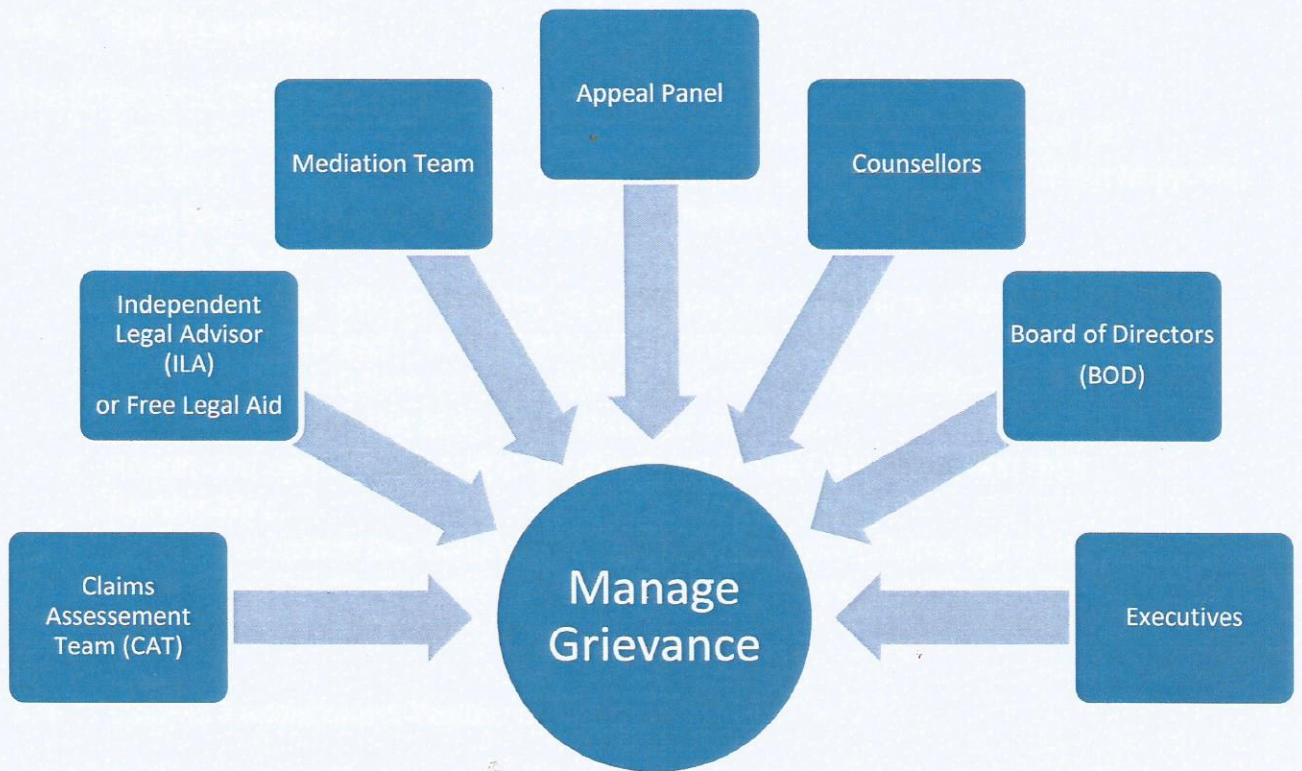 Appeal Panel
Mediation Team
Counsellors
Independent
Legal Advisor
(ILA)
or Free Legal Aid
Board of Directors
(BOD)
Claims
Assessement
Team (CAT)
Executives
Manage
Grievance